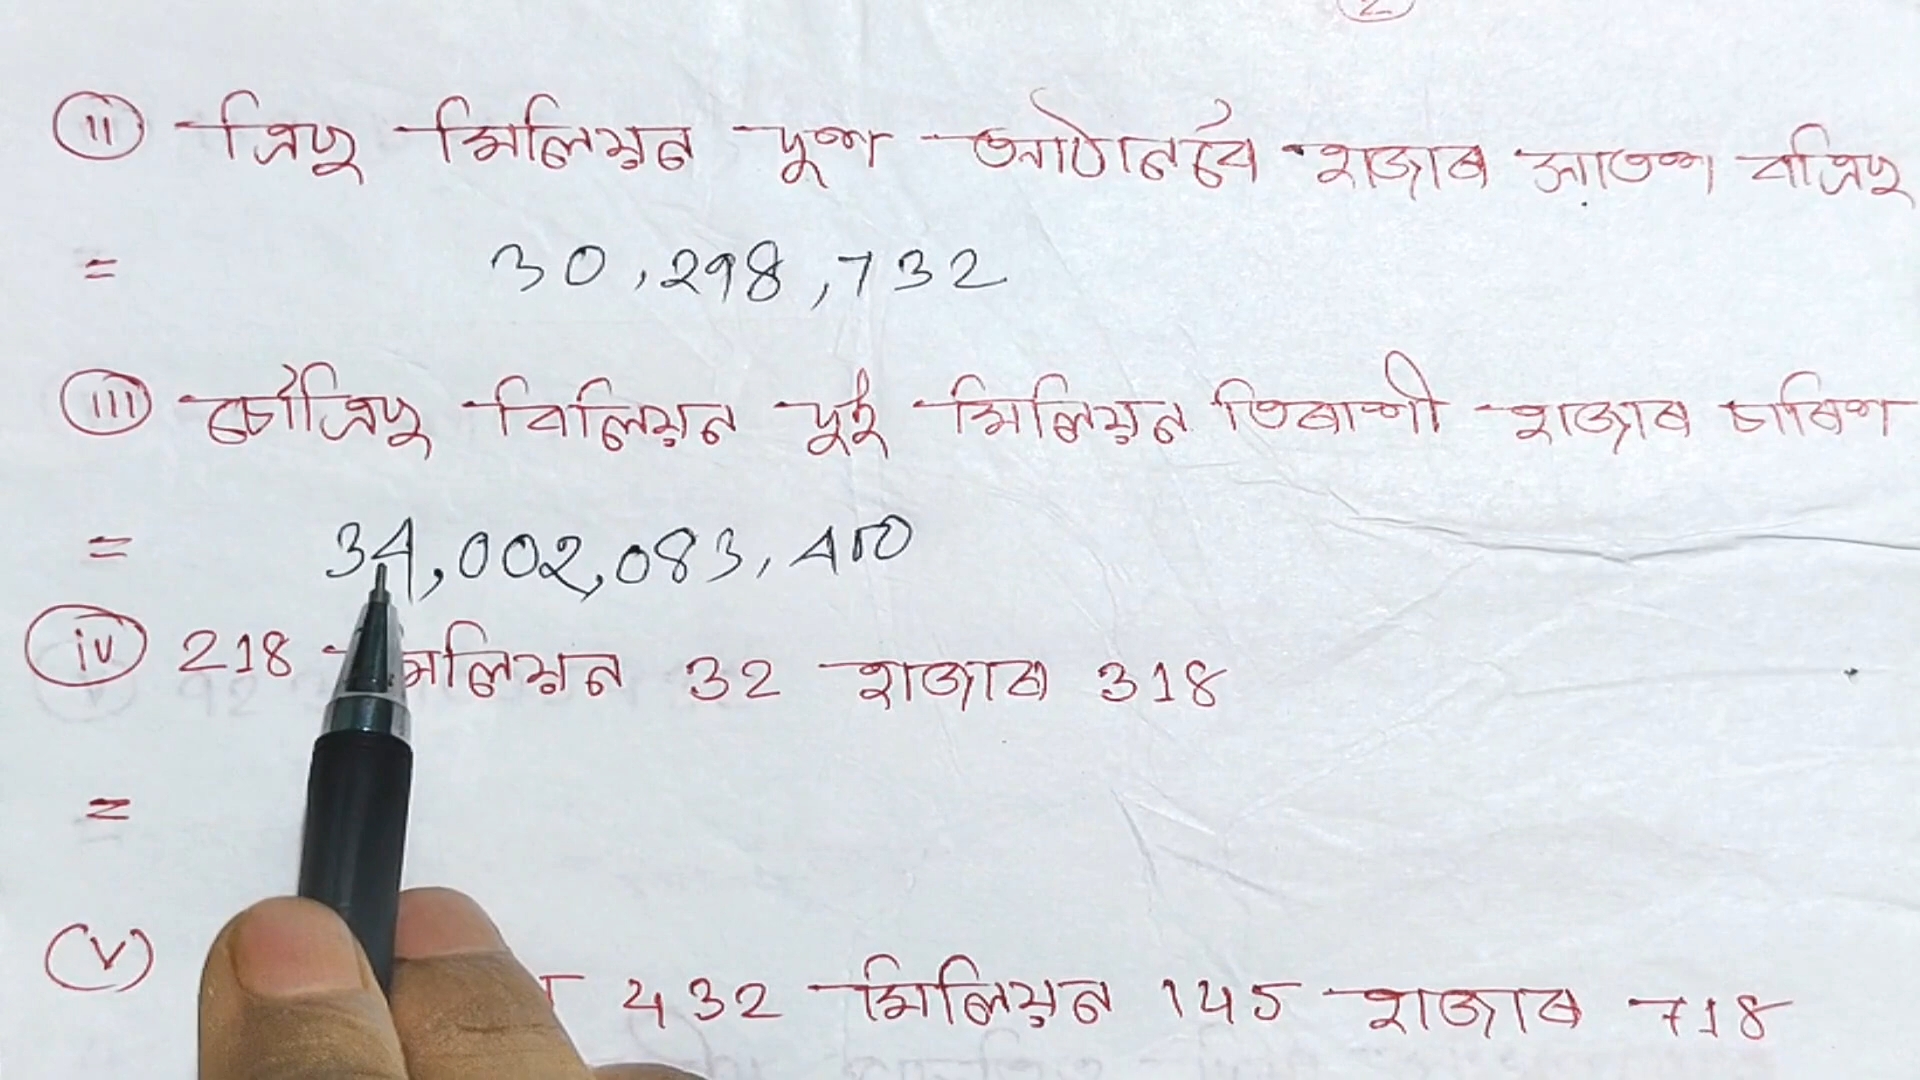 2
(ii) ত্ৰিছ মিলিয়ন দুশ আঠানব্বৈ হাজাৰ সাতশ বত্ৰিছ
= 30,298,732
(iii) চৌত্ৰিছ বিলিয়ন দুই মিলিয়ন তিৰাশী হাজাৰ চাৰিশ
= 34,002,083,400
(iv) 218 মিলিয়ন 32 হাজাৰ 318
=
(v) 432 মিলিয়ন 145 হাজাৰ 718